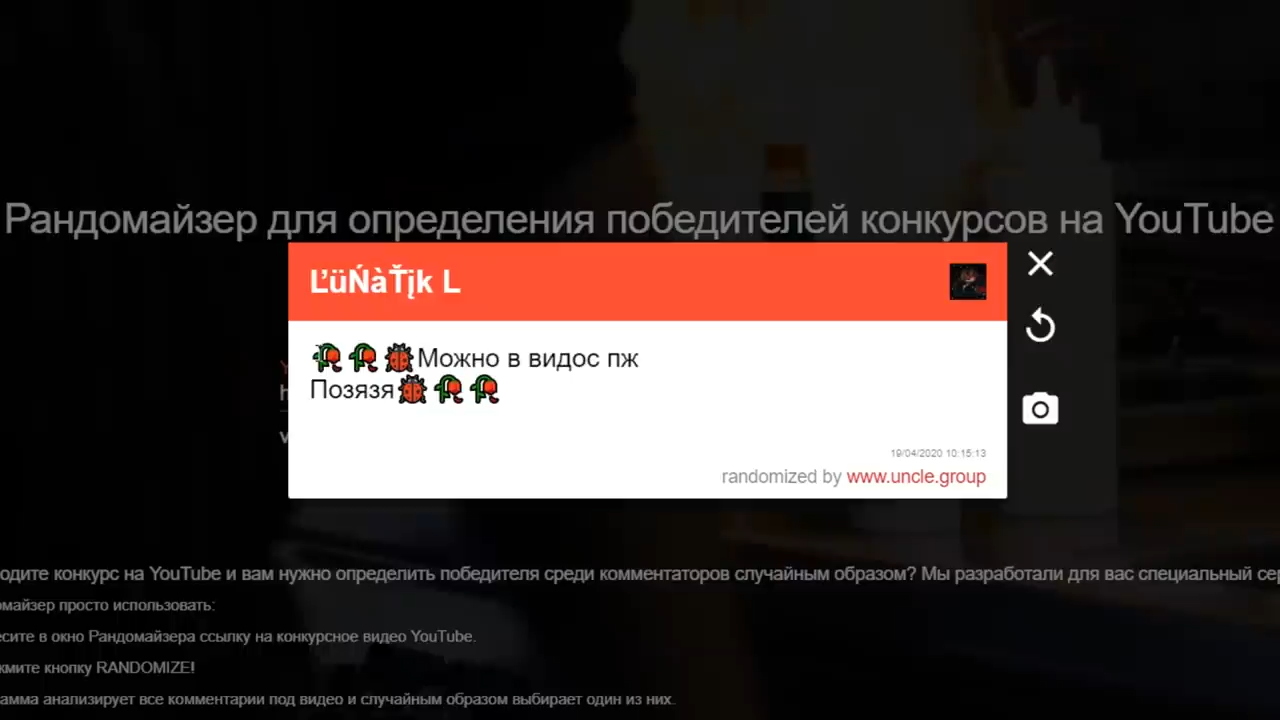 Рандомайзер для определения победителей конкурсов на YouTube
ĽüŃàŤįk L
🥀🥀🐞Можно в видос пж
Позязя🐞🥀🥀
19/04/2020 10:15:13
randomized by www.uncle.group
одите конкурс на YouTube и вам нужно определить победителя среди комментаторов случайным образом? Мы разработали для вас специальный сер
омайзер просто использовать:
есите в окно Рандомайзера ссылку на конкурсное видео YouTube.
жмите кнопку RANDOMIZE!
амма анализирует все комментарии под видео и случайным образом выбирает один из них.